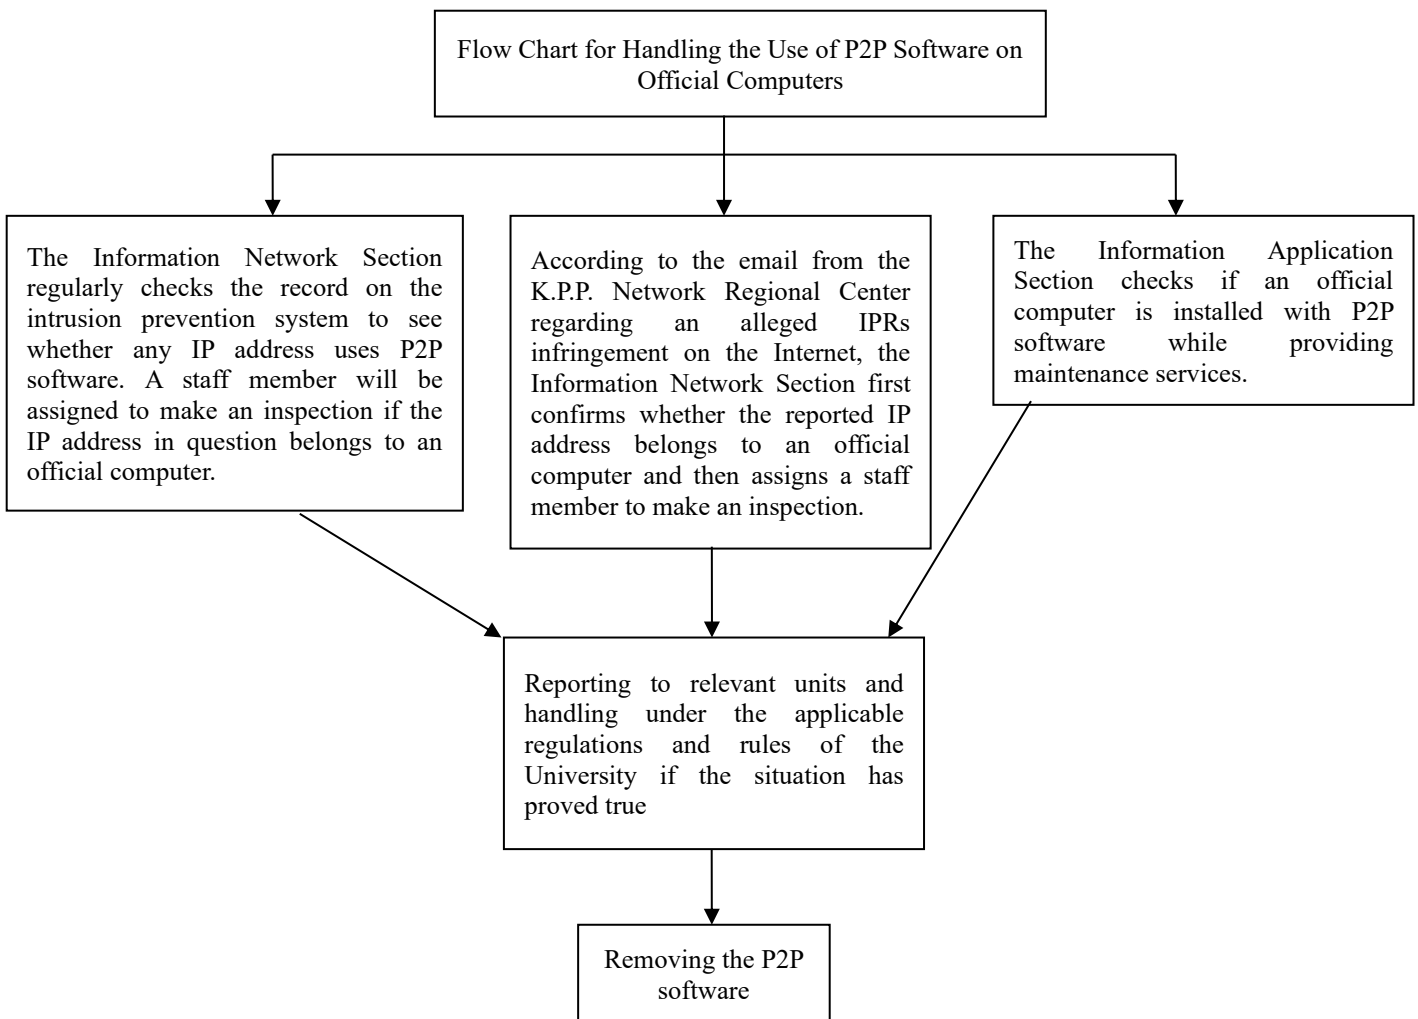 Flow Chart for Handling the Use of P2P Software on
Official Computers
The Information Network Section
regularly checks the record on the
intrusion prevention system to see
whether any IP address uses P2P
software. A staff member will be
assigned to make an inspection if the
IP address in question belongs to an
official computer.
According to the email from the
K.P.P. Network Regional Center
regarding an alleged IPRs
infringement on the Internet, the
Information Network Section first
confirms whether the reported IP
address belongs to an official
computer and then assigns a staff
member to make an inspection.
The Information Application
Section checks if an official
computer is installed with P2P
software while providing
maintenance services.
Reporting to relevant units and
handling under the applicable
regulations and rules of the
University if the situation has
proved true
Removing the P2P
software